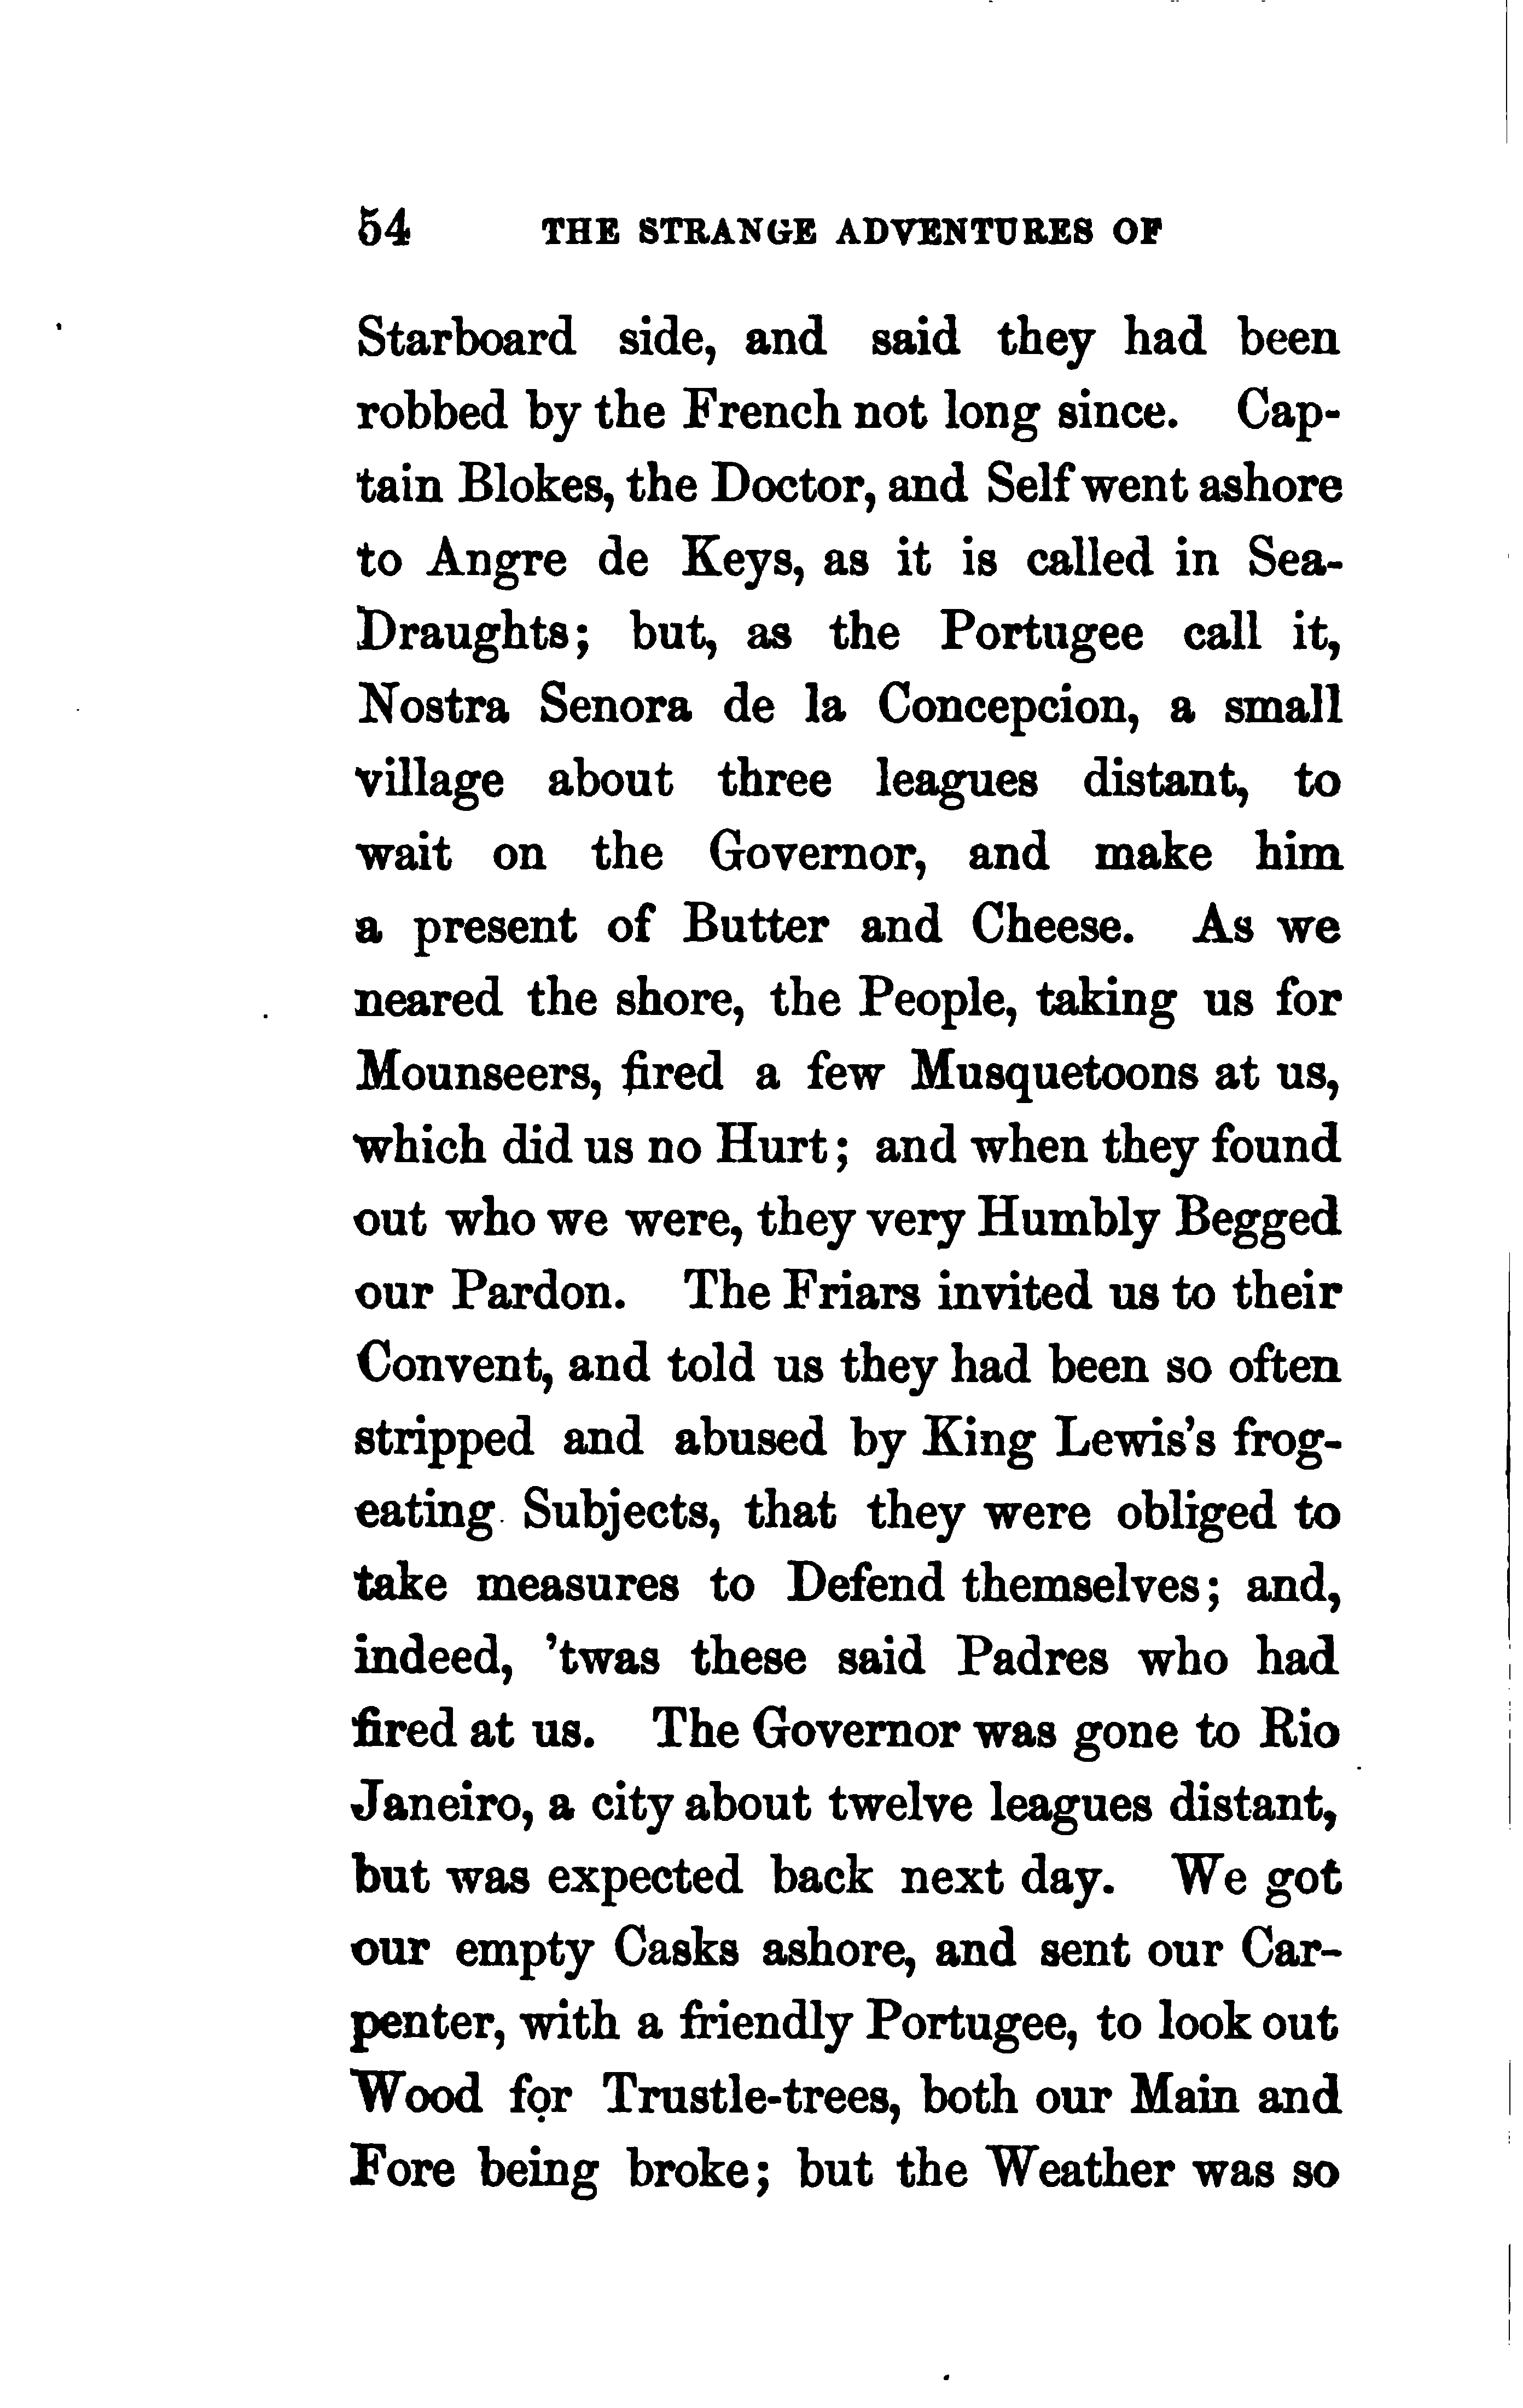 54 THE STRANGE ADVENTURES OF
Starboard side, and said they had been
robbed by the French not long since. Cap-
tain Blokes, the Doctor, and Self went ashore
to Angre de Keys, as it is called in Sea-
Draughts; but, as the Portugee call it,
Nostra Senora de la Concepcion, a small
village about three leagues distant, to
wait on the Governor, and make him
a present of Butter and Cheese. As we
neared the shore, the People, taking us for
Mounseers, fired a few Musquetoons at us,
which did us no Hurt; and when they found
out who we were, they very Humbly Begged
our Pardon. The Friars invited us to their
Convent, and told us they had been so often
stripped and abused by King Lewis's frog-
eating Subjects, that they were obliged to
take measures to Defend themselves; and,
indeed, 'twas these said Padres who had
fired at us. The Governor was gone to Rio
Janeiro, a city about twelve leagues distant,
but was expected back next day. We got
our empty Casks ashore, and sent our Car-
penter, with a friendly Portugee, to look out
Wood for Trustle-trees, both our Main and
Fore being broke; but the Weather was so